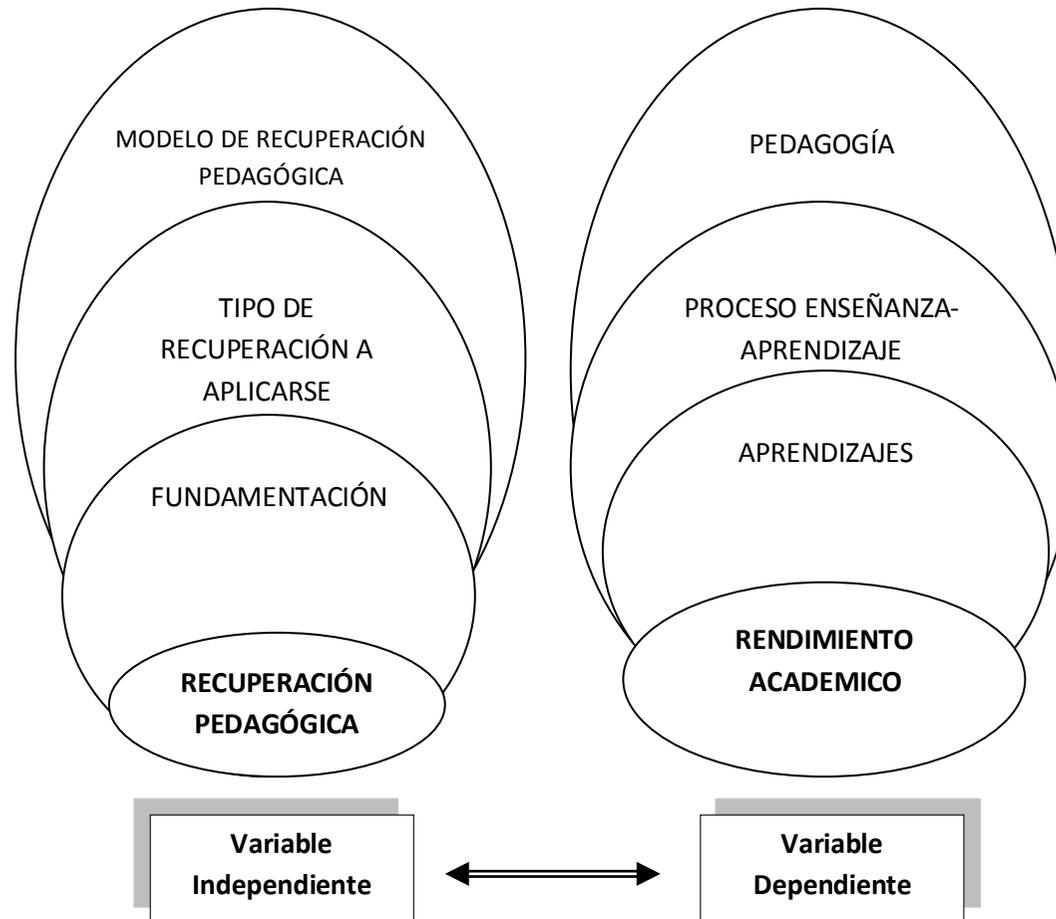 MODELO DE RECUPERACIÓN
PEDAGÓGICA
TIPO DE
RECUPERACIÓN A
APLICARSE
FUNDAMENTACIÓN
RECUPERACIÓN
PEDAGÓGICA
Variable
Independiente
PEDAGOGÍA
PROCESO ENSEÑANZA-
APRENDIZAJE
APRENDIZAJES
RENDIMIENTO
ACADEMICO
Variable
Dependiente